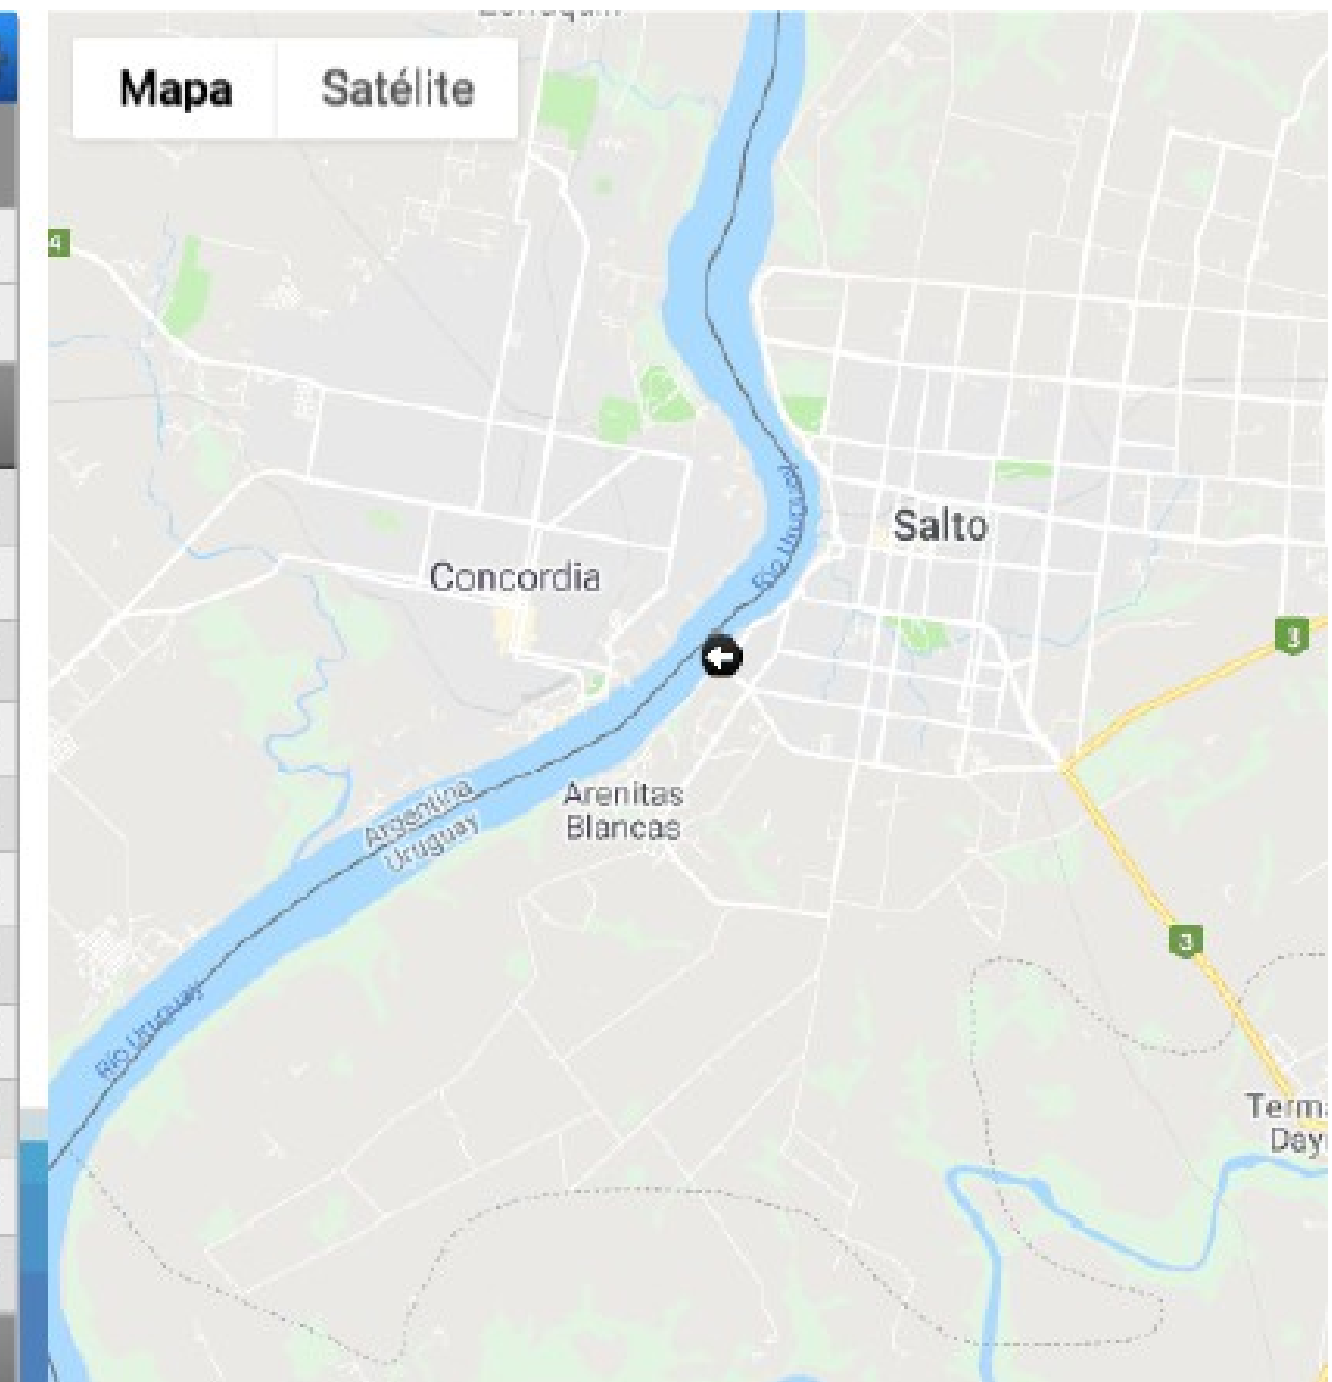 Mapa
Satélite
4
Río Uruguay
Salto
Concordia
3
Arenitas
Blancas
Argentina
Uruguay
3
Río Uruguay
Term
Day